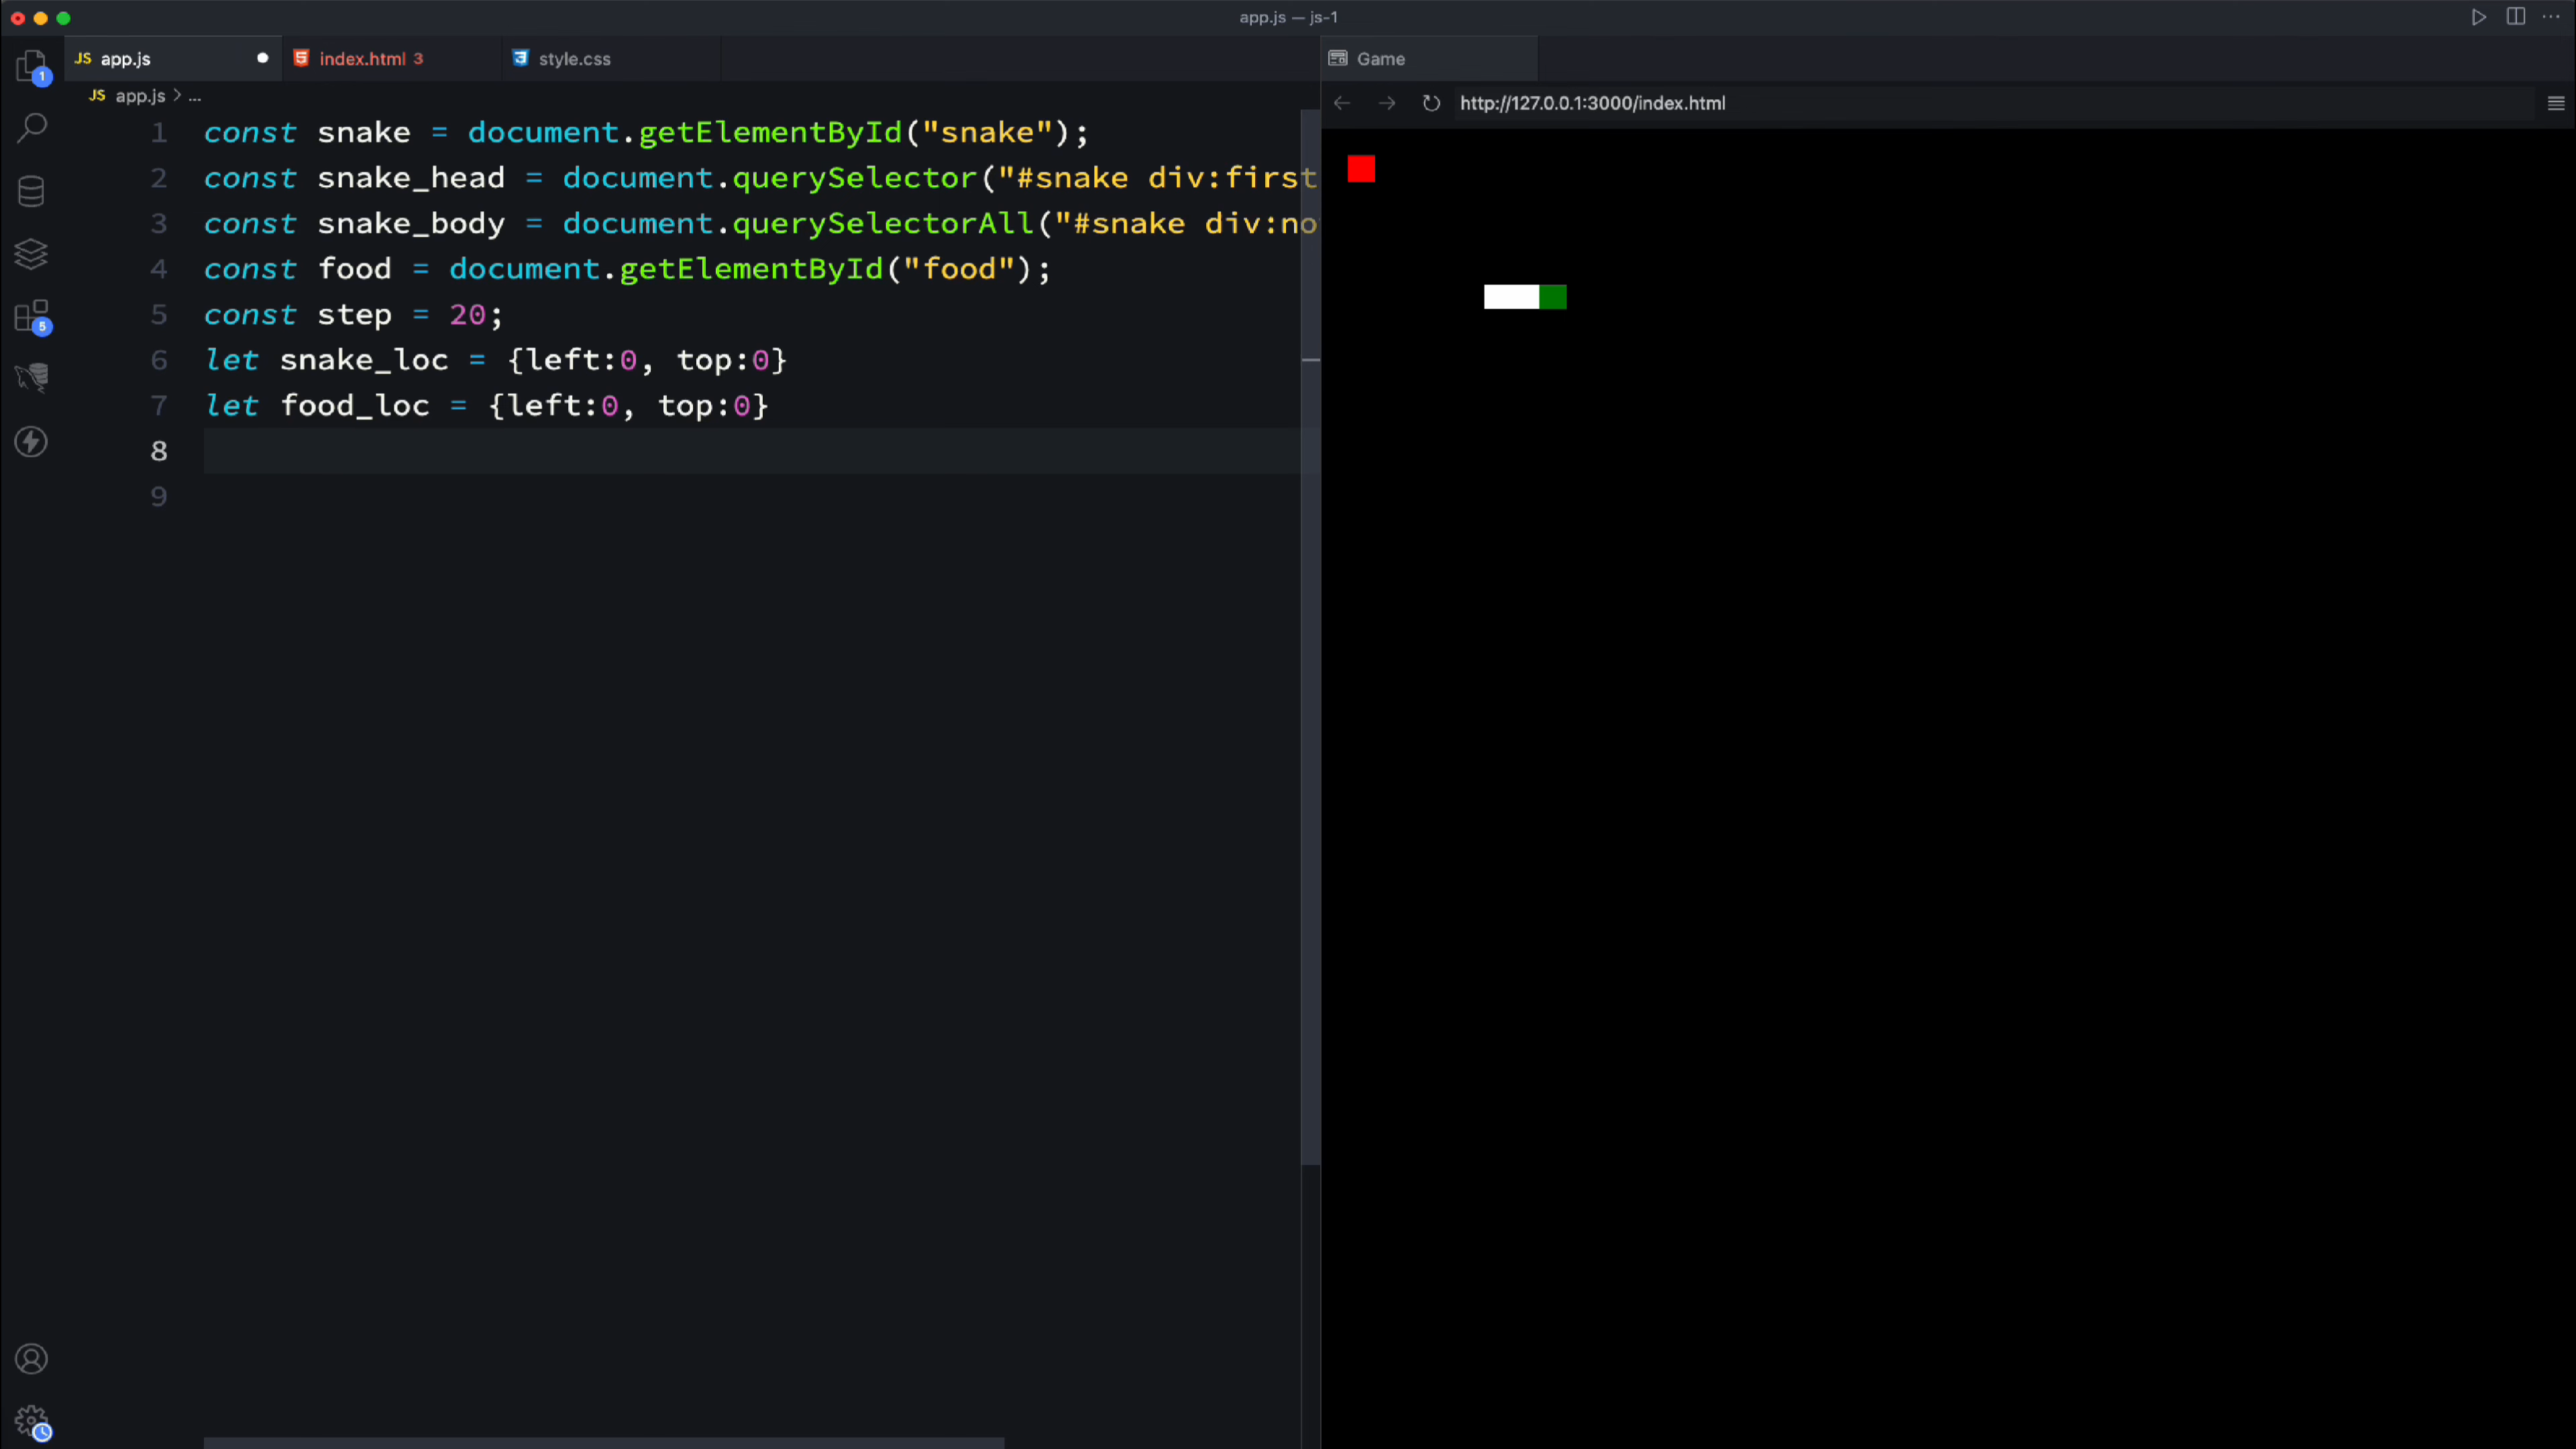 app.js — js-1
JS app.js
index.html 3
style.css
Game
1
JS app.js > ...
http://127.0.0.1:3000/index.html
1 const snake = document.getElementById("snake");
2 const snake_head = document.querySelector("#snake div:first
3 const snake_body = document.querySelectorAll("#snake div:no
4 const food = document.getElementById("food");
5 const step = 20;
5
6 let snake_loc = {left:0, top:0}
7 let food_loc = {left:0, top:0}
8
9